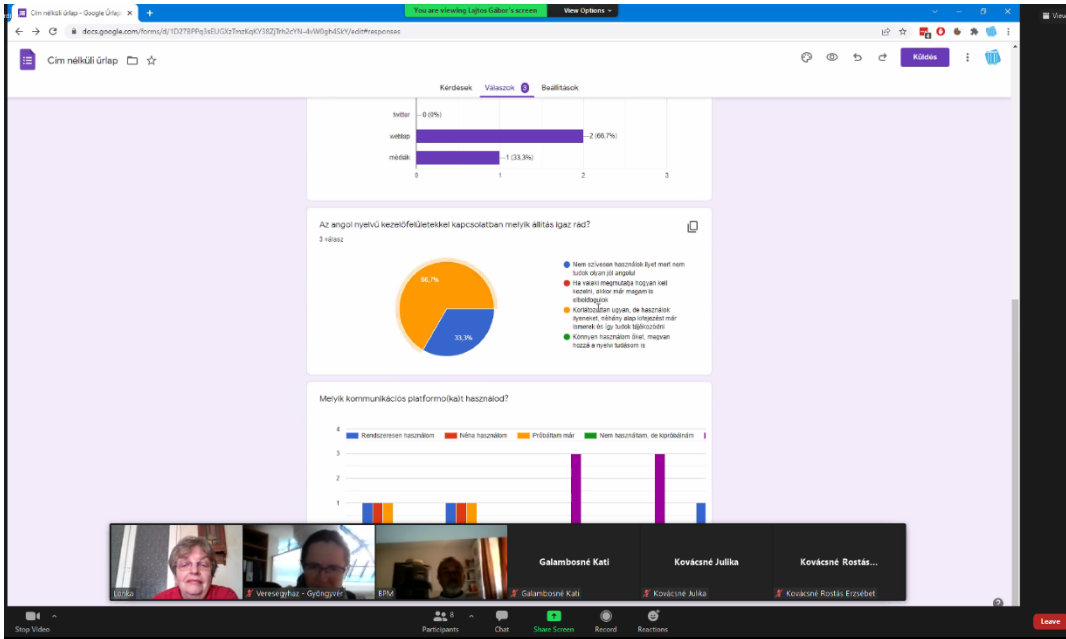 You are viewing Lajtos Gábor's screen
View Options
Cím nélküli űrlap - Google Űrlap
docs.google.com/forms/d/
/edit#responses
Cím nélküli űrlap
Küldés
Kérdések Válaszok 3 Beállítások
twitter 0 (0%)
weblap 2 (66,7%)
médiák 1 (33,3%)
0 1 2 3
Az angol nyelvű kezelőfelületekkel kapcsolatban melyik állítás igaz rád?
3 válasz
66,7%
33,3%
Nem szívesen használok ilyet mert nem
tudok olyan jól angolul
Ha valaki megmutatja hogyan kell
kezelni, akkor már magam is
elboldogulok
Korlátozottan ugyan, de használok
ilyeneket, néhány alap kifejezést már
ismerek és így tudok tájékozódni
Könnyen használom őket, megvan
hozzá a nyelvi tudásom is
Melyik kommunikációs platformo(ka)t használod?
4
Rendszeresen használom Néha használom Próbáltam már Nem használtam, de kipróbálnám
3
2
1
Galambosné Kati
Kovácsné Julika
Kovácsné Rostás...
Lonka
Veresegyház - Gyöngyvér
BPM
Galambosné Kati
Kovácsné Julika
Kovácsné Rostás Erzsébet
Stop Video
Participants 8
Chat
Share Screen
Record
Reactions
Leave
View